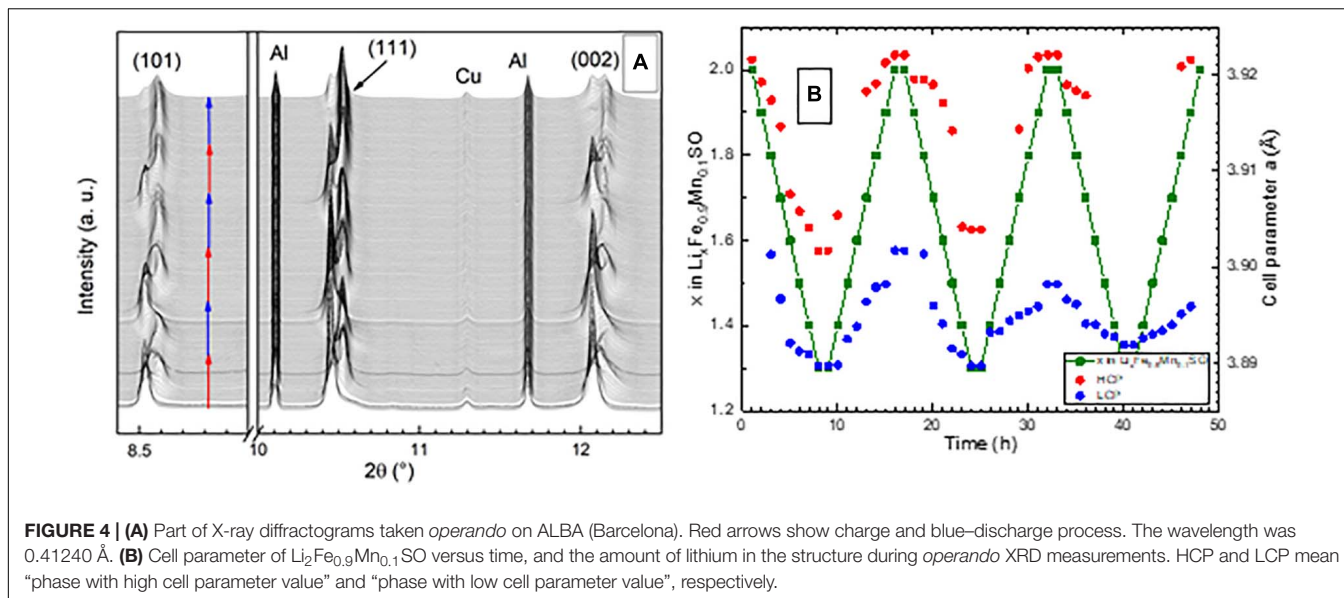 (101)
Al
(111)
Cu
Al
(002)
A
Intensity (a. u.)
8.5
10
11
12
2θ (°)
B
x in LiₓFe₀.₉Mn₀.₁SO
2.0
1.8
1.6
1.4
1.2
0
10
20
30
40
50
Time (h)
3.92
3.91
3.90
3.89
Cell parameter a (Å)
HCP
LCP
FIGURE 4 | (A) Part of X-ray diffractograms taken operando on ALBA (Barcelona). Red arrows show charge and blue–discharge process. The wavelength was
0.41240 Å. (B) Cell parameter of Li₂Fe₀.₉Mn₀.₁SO versus time, and the amount of lithium in the structure during operando XRD measurements. HCP and LCP mean
“phase with high cell parameter value” and “phase with low cell parameter value”, respectively.